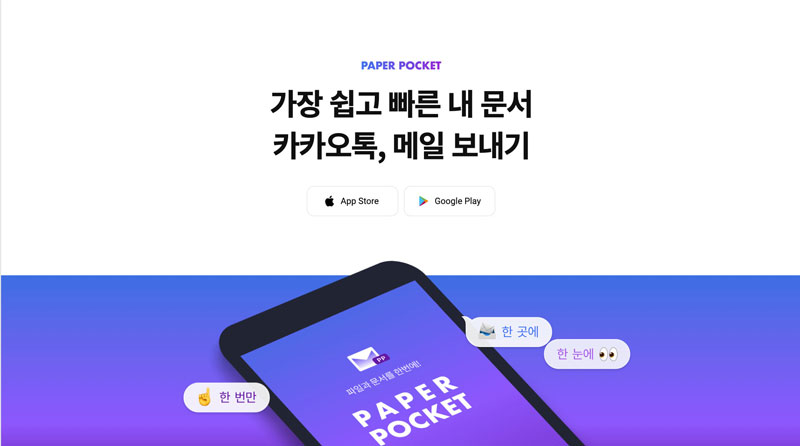 PAPER POCKET
가장 쉽고 빠른 내 문서
카카오톡, 메일 보내기
App Store
Google Play
한 곳에
한 눈에
PP
파일과 문서를 한번에!
한 번만
PAPER
POCKET